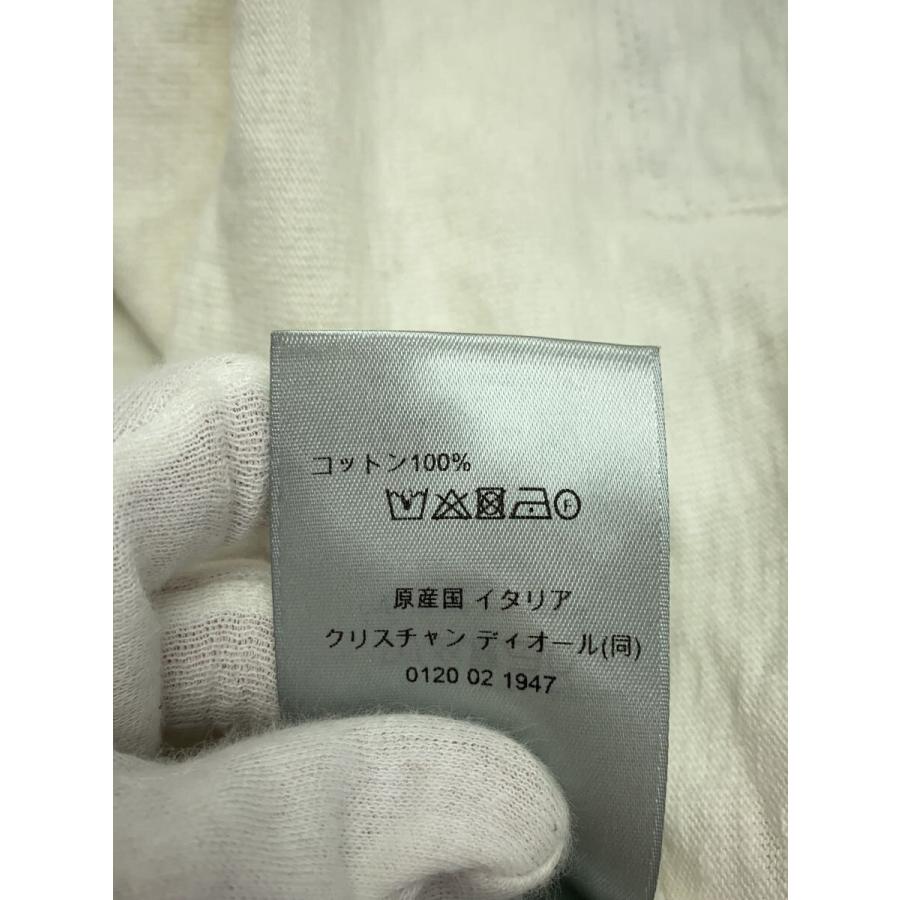 コットン100%
F
原産国 イタリア
クリスチャン ディオール(同)
0120 02 1947